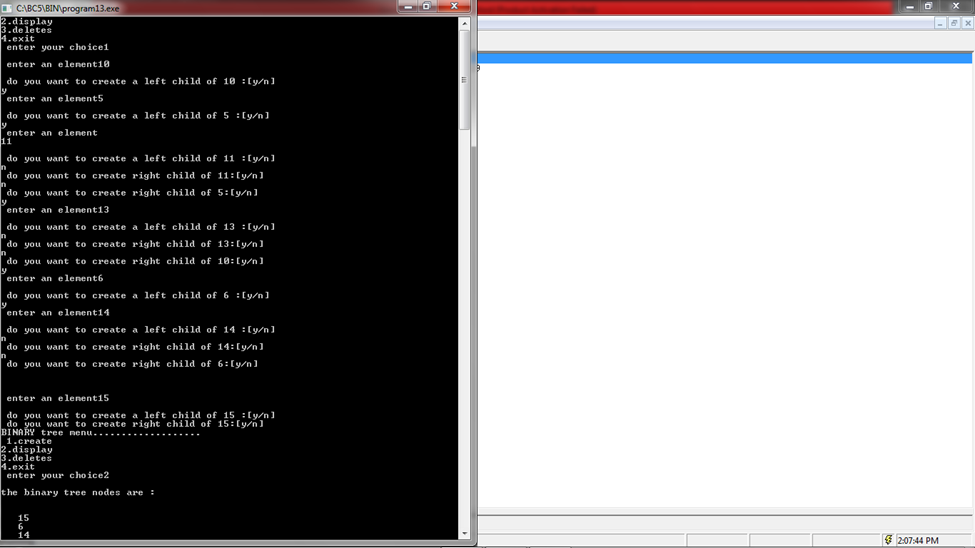 C:\BC5\BIN\program13.exe
2.display
3.deletes
4.exit
enter your choice1
enter an element10
do you want to create a left child of 10 :[y/n]
y
enter an element5
do you want to create a left child of 5 :[y/n]
y
enter an element
11
do you want to create a left child of 11 :[y/n]
n
do you want to create right child of 11:[y/n]
n
do you want to create right child of 5:[y/n]
y
enter an element13
do you want to create a left child of 13 :[y/n]
n
do you want to create right child of 13:[y/n]
n
do you want to create right child of 10:[y/n]
y
enter an element6
do you want to create a left child of 6 :[y/n]
y
enter an element14
do you want to create a left child of 14 :[y/n]
n
do you want to create right child of 14:[y/n]
n
do you want to create right child of 6:[y/n]
enter an element15
do you want to create a left child of 15 :[y/n]
do you want to create right child of 15:[y/n]
BINARY tree menu...................
1.create
2.display
3.deletes
4.exit
enter your choice2
the binary tree nodes are :
15
6
14
2:07:44 PM